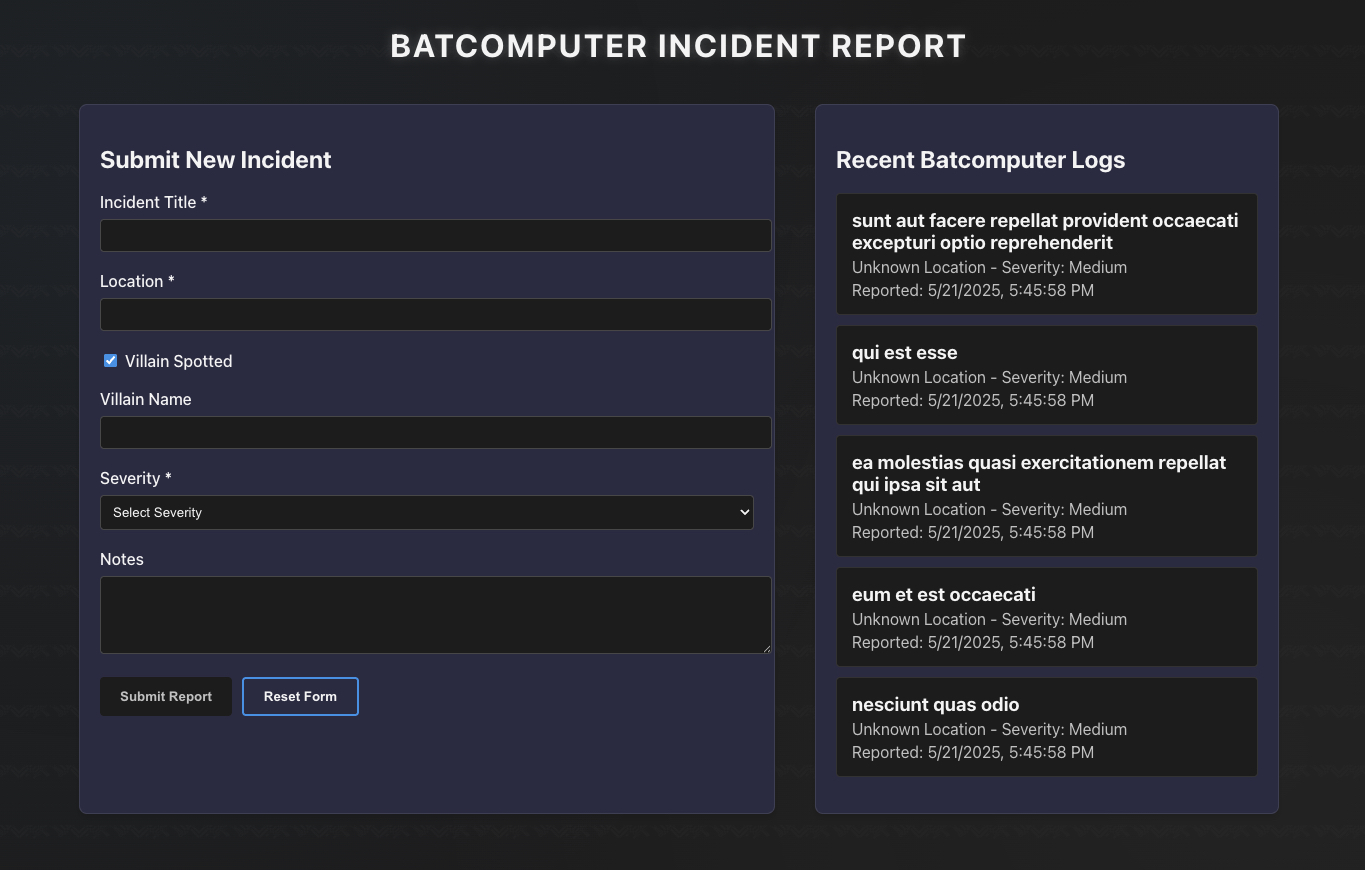 BATCOMPUTER INCIDENT REPORT
Submit New Incident
Incident Title *
Location *
Villain Spotted
Villain Name
Severity *
Select Severity
Notes
Submit Report
Reset Form
Recent Batcomputer Logs
sunt aut facere repellat provident occaecati
excepturi optio reprehenderit
Unknown Location - Severity: Medium
Reported: 5/21/2025, 5:45:58 PM
qui est esse
Unknown Location - Severity: Medium
Reported: 5/21/2025, 5:45:58 PM
ea molestias quasi exercitationem repellat
qui ipsa sit aut
Unknown Location - Severity: Medium
Reported: 5/21/2025, 5:45:58 PM
eum et est occaecati
Unknown Location - Severity: Medium
Reported: 5/21/2025, 5:45:58 PM
nesciunt quas odio
Unknown Location - Severity: Medium
Reported: 5/21/2025, 5:45:58 PM